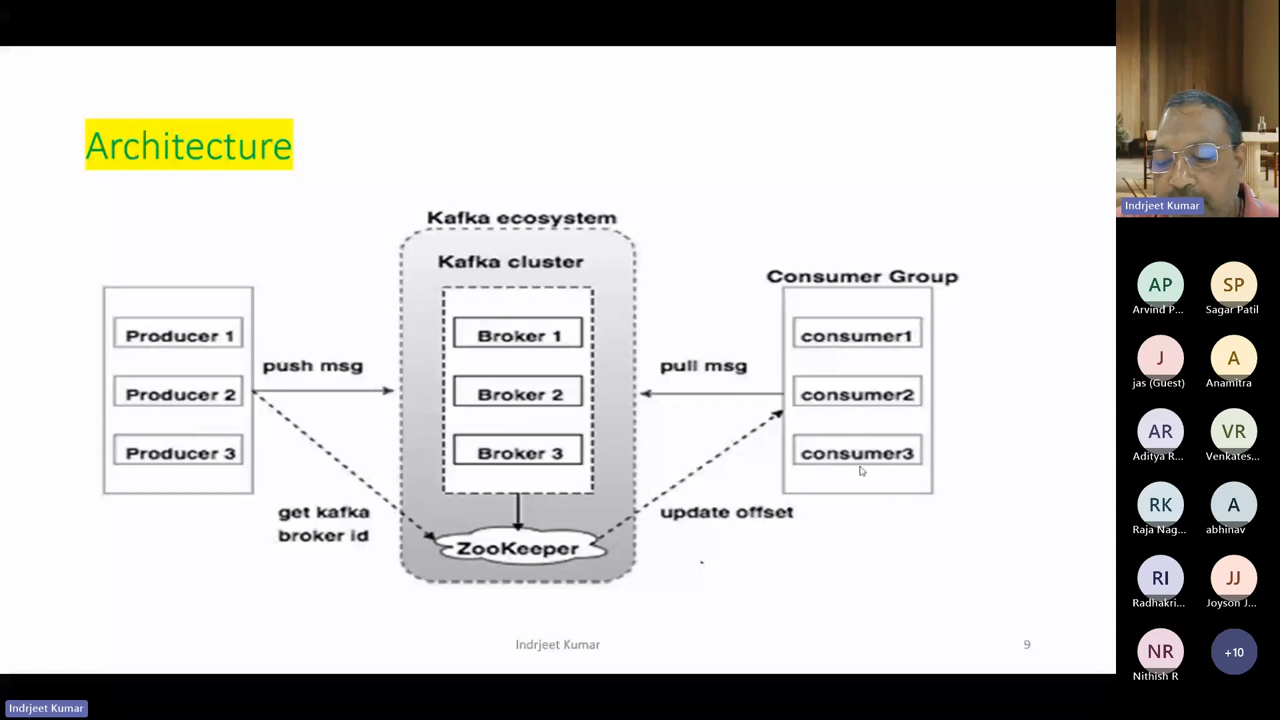 Architecture
Kafka ecosystem
Kafka cluster
Consumer Group
Producer 1
Broker 1
consumer1
push msg
pull msg
Producer 2
Broker 2
consumer2
Producer 3
Broker 3
consumer3
get kafka
broker id
update offset
ZooKeeper
Indrjeet Kumar
9
Indrjeet Kumar
AP
SP
Arvind P...
Sagar Patil
J
A
jas (Guest)
Anamitra
AR
VR
Aditya R...
Venkates...
RK
A
Raja Nag...
abhinav
RI
JJ
Radhakri...
Joyson J...
NR
+10
Nithish R
Indrjeet Kumar